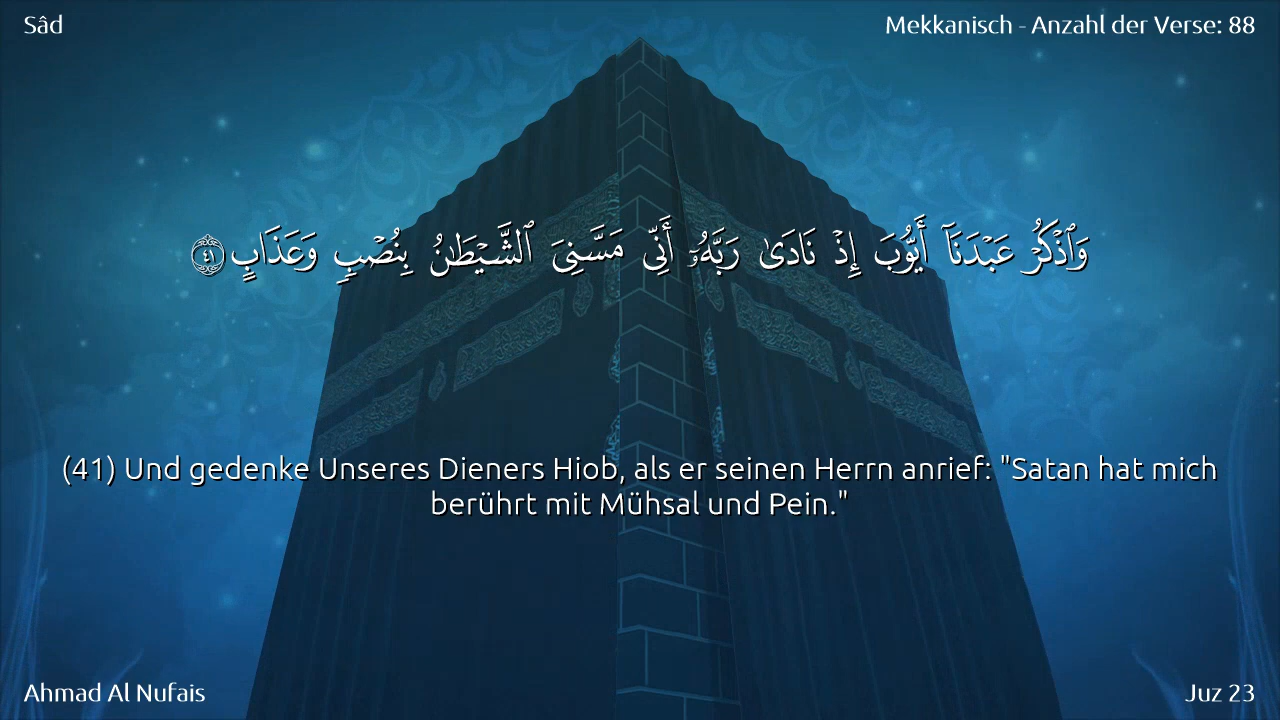 Sâd
Mekkanisch - Anzahl der Verse: 88
وَٱذْكُرْ عَبْدَنَآ أَيُّوبَ إِذْ نَادَىٰ رَبَّهُۥٓ أَنِّى مَسَّنِىَ ٱلشَّيْطَـٰنُ بِنُصْبٍ وَعَذَابٍ ٤١
(41) Und gedenke Unseres Dieners Hiob, als er seinen Herrn anrief: "Satan hat mich
berührt mit Mühsal und Pein."
Ahmad Al Nufais
Juz 23